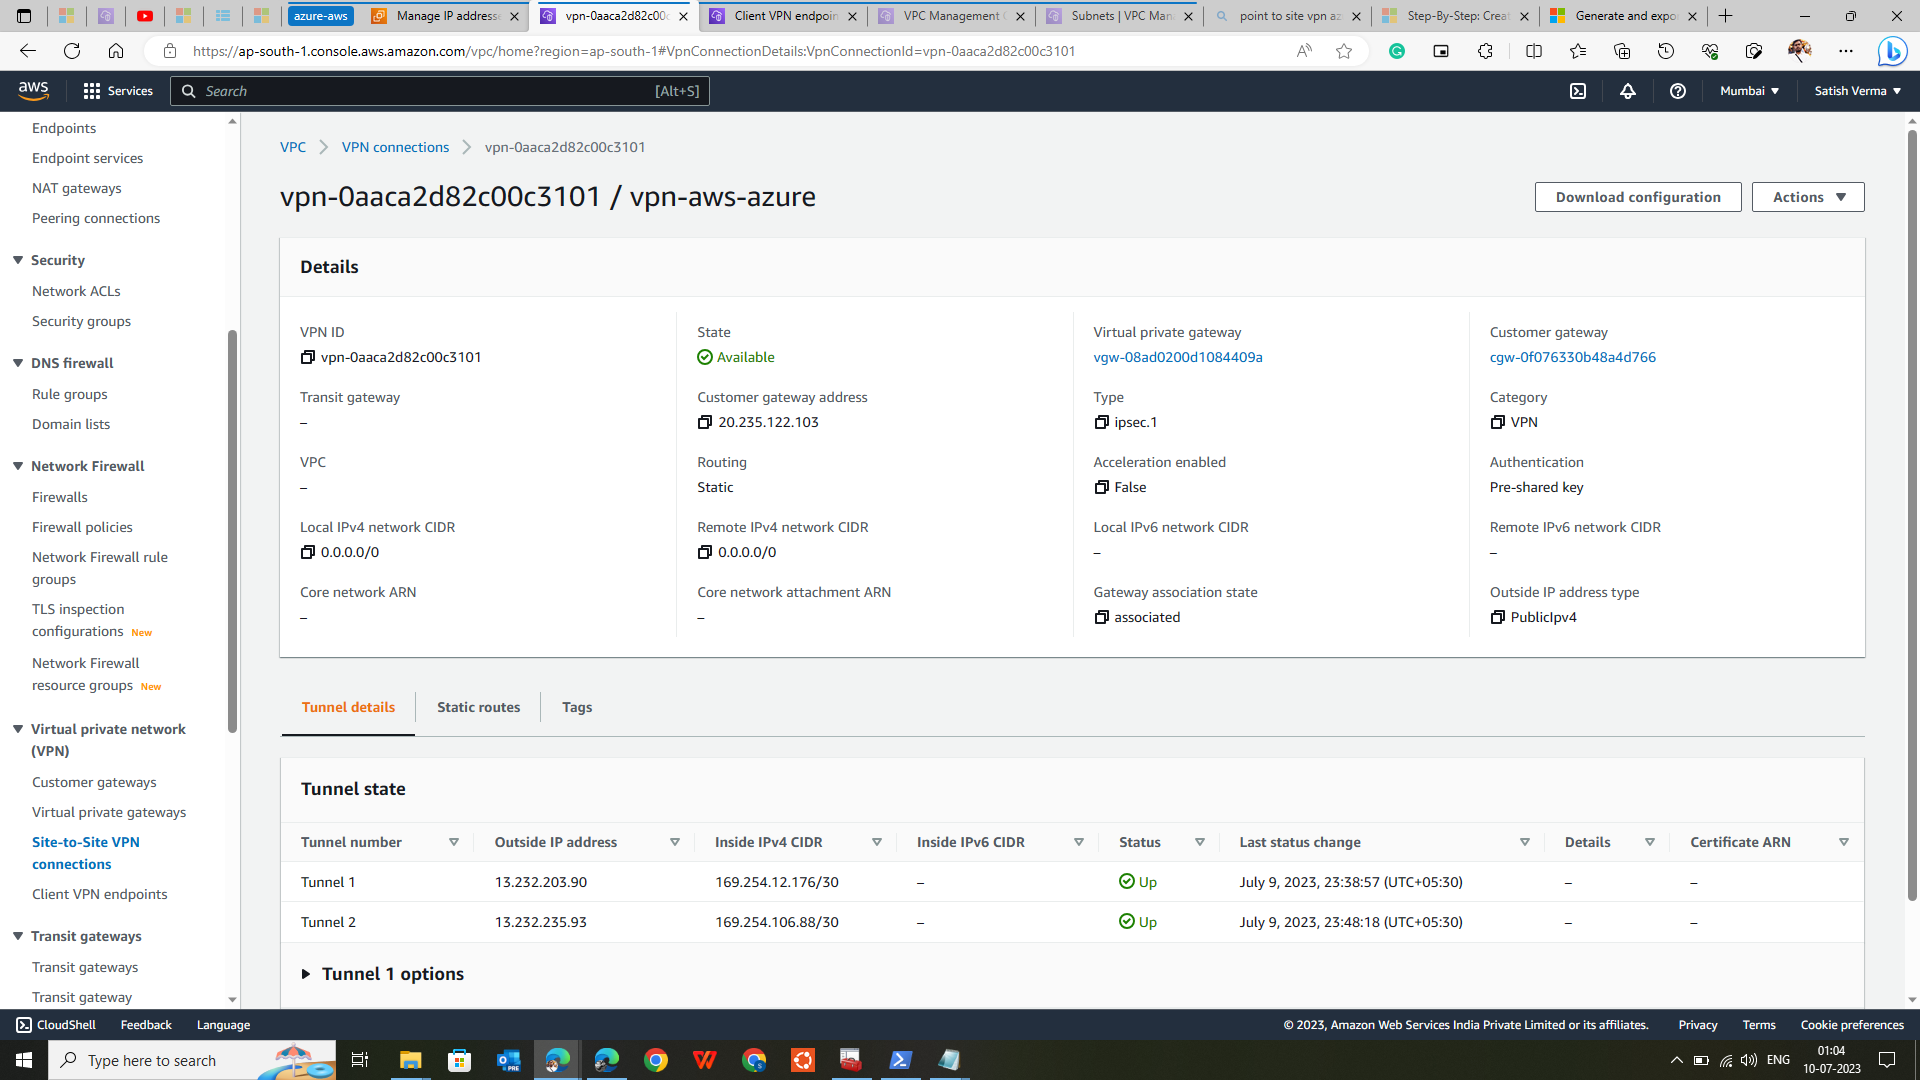 azure-aws
Manage IP addresse
vpn-0aaca2d82c00c
Client VPN endpoin
VPC Management C
Subnets | VPC Man
point to site vpn az
Step-By-Step: Crea
Generate and expo
https://ap-south-1.console.aws.amazon.com/vpc/home?region=ap-south-1#VpnConnectionDetails:VpnConnectionId=vpn-0aaca2d82c00c3101
aws
Services
Search
[Alt+S]
Mumbai
Satish Verma
Endpoints
Endpoint services
NAT gateways
Peering connections
Security
Network ACLs
Security groups
DNS firewall
Rule groups
Domain lists
Network Firewall
Firewalls
Firewall policies
Network Firewall rule
groups
TLS inspection
configurations New
Network Firewall
resource groups New
Virtual private network
(VPN)
Customer gateways
Virtual private gateways
Site-to-Site VPN
connections
Client VPN endpoints
Transit gateways
Transit gateways
Transit gateway
VPC
VPN connections
vpn-0aaca2d82c00c3101
vpn-0aaca2d82c00c3101 / vpn-aws-azure
Download configuration
Actions
Details
VPN ID
vpn-0aaca2d82c00c3101
State
Available
Virtual private gateway
vgw-08ad0200d1084409a
Customer gateway
cgw-0f076330b48a4d766
Transit gateway
–
Customer gateway address
20.235.122.103
Type
ipsec.1
Category
VPN
VPC
–
Routing
Static
Acceleration enabled
False
Authentication
Pre-shared key
Local IPv4 network CIDR
0.0.0.0/0
Remote IPv4 network CIDR
0.0.0.0/0
Local IPv6 network CIDR
–
Remote IPv6 network CIDR
–
Core network ARN
–
Core network attachment ARN
–
Gateway association state
associated
Outside IP address type
PublicIpv4
Tunnel details
Static routes
Tags
Tunnel state
Tunnel number Outside IP address Inside IPv4 CIDR Inside IPv6 CIDR Status Last status change Details Certificate ARN
Tunnel 1 13.232.203.90 169.254.12.176/30 – Up July 9, 2023, 23:38:57 (UTC+05:30) – –
Tunnel 2 13.232.235.93 169.254.106.88/30 – Up July 9, 2023, 23:48:18 (UTC+05:30) – –
Tunnel 1 options
CloudShell
Feedback
Language
© 2023, Amazon Web Services India Private Limited or its affiliates.
Privacy
Terms
Cookie preferences
Type here to search
PRE
ENG
01:04
10-07-2023